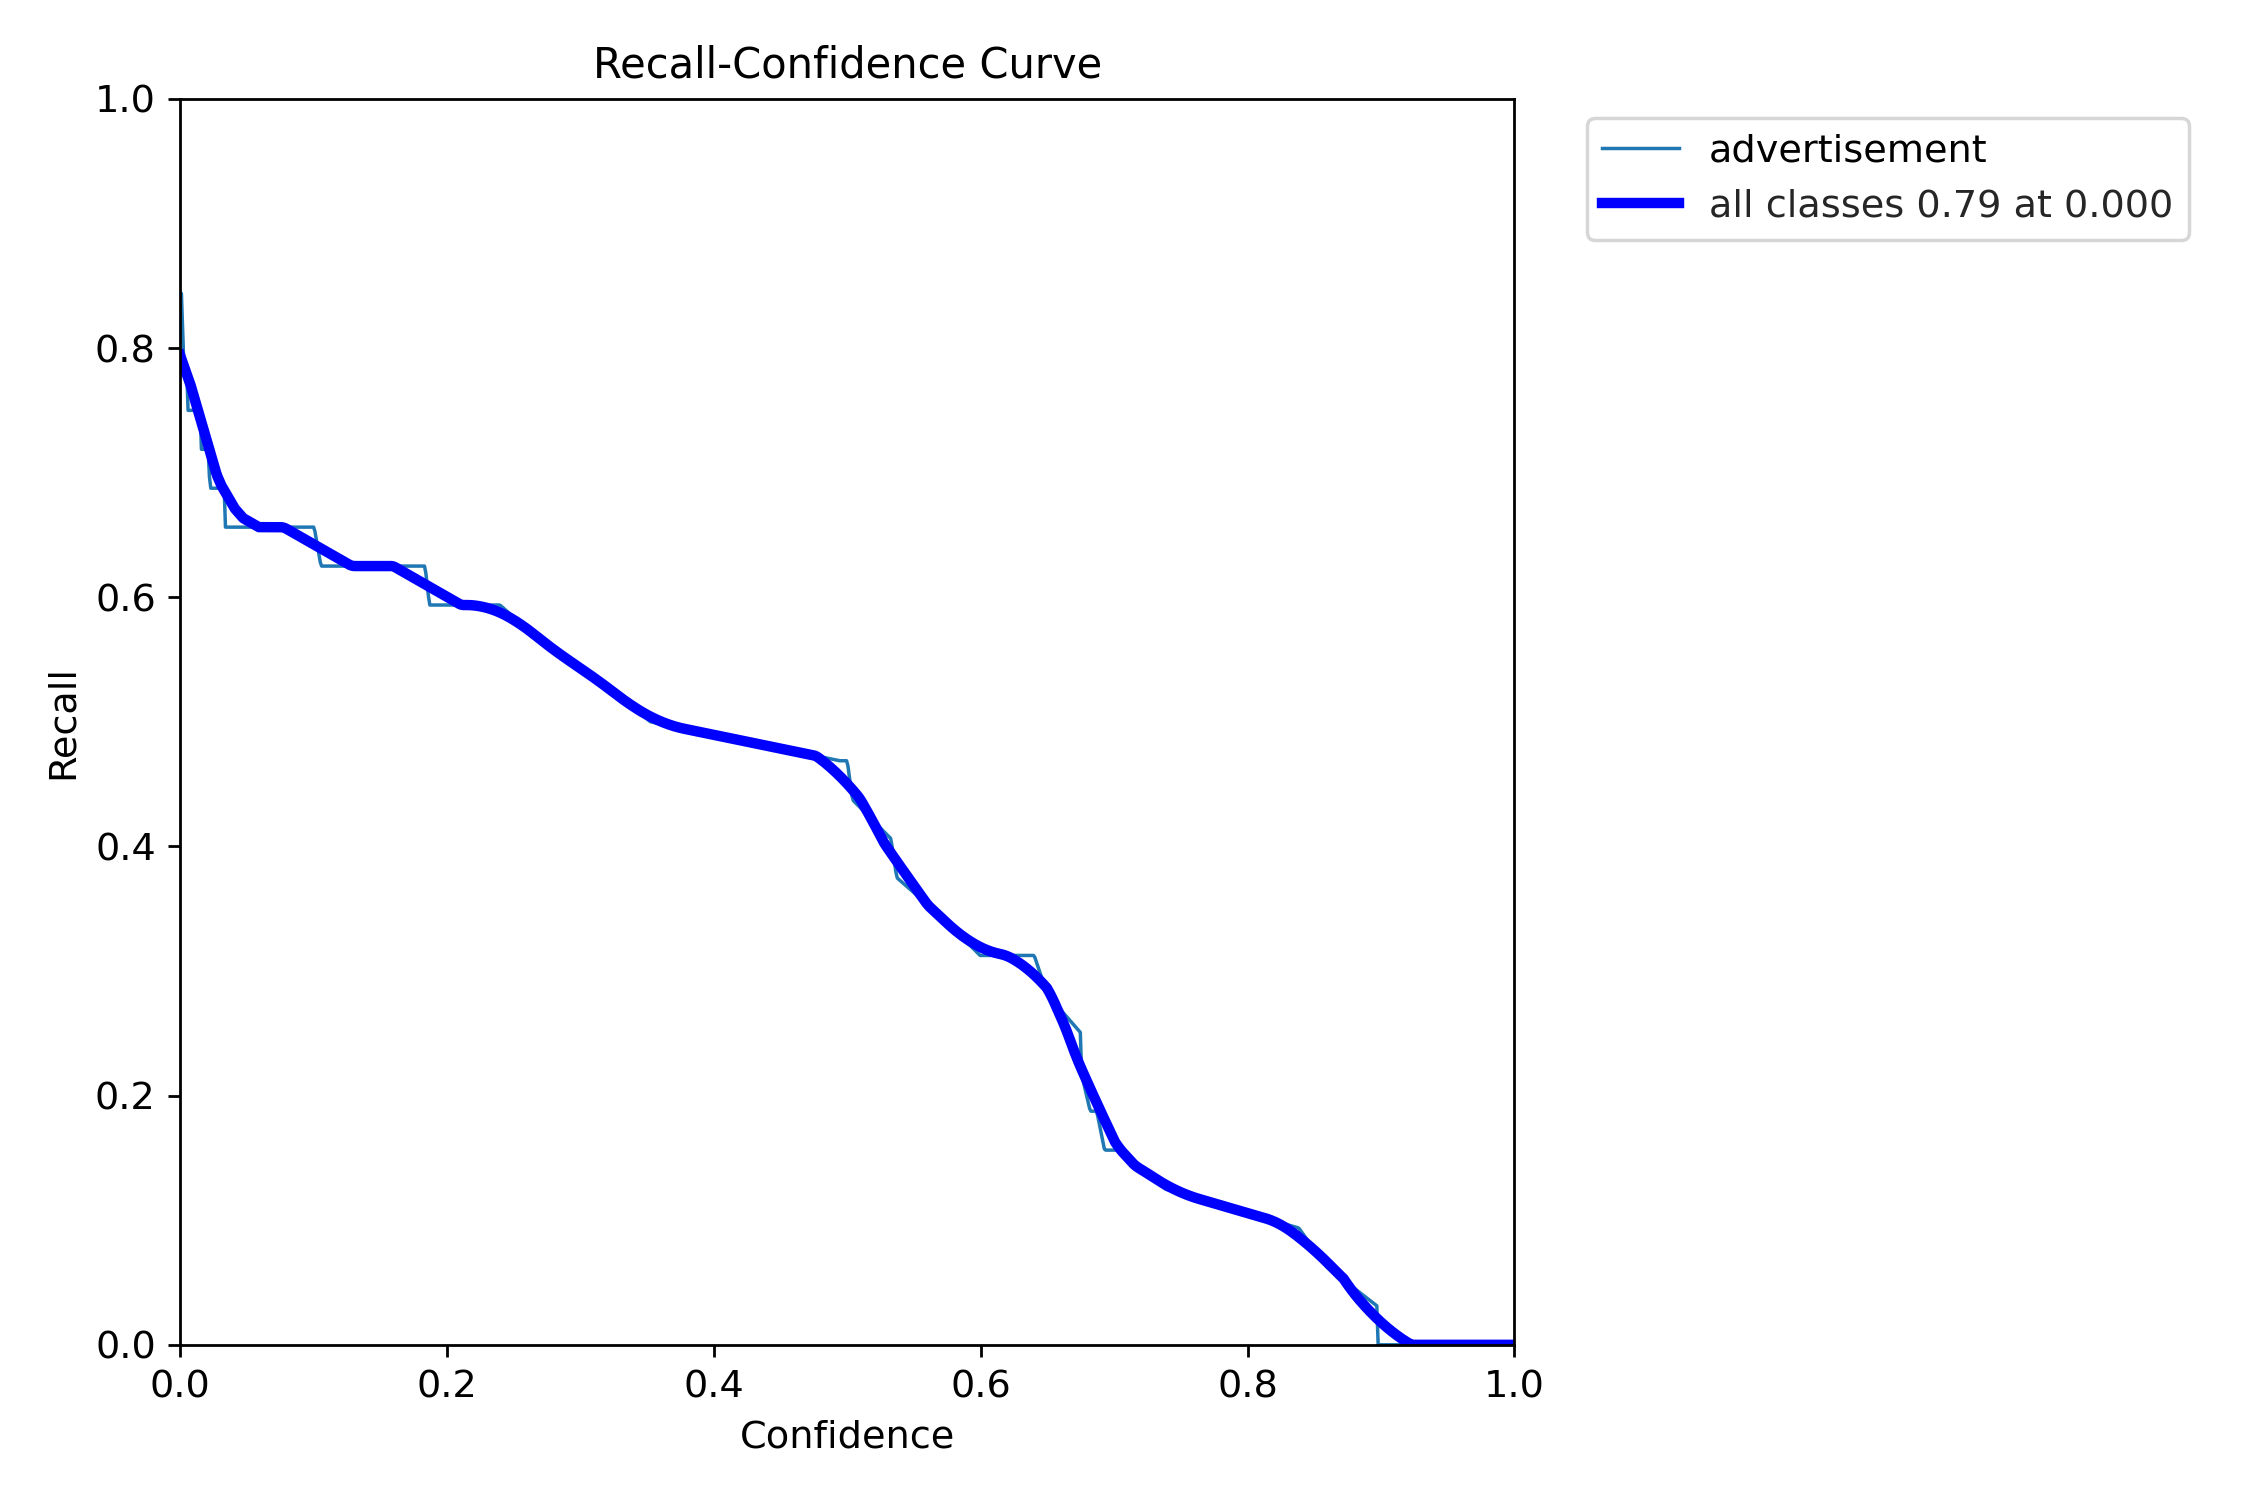 Recall-Confidence Curve
1.0
0.8
0.6
0.4
0.2
0.0
Recall
0.0 0.2 0.4 0.6 0.8 1.0
Confidence
advertisement
all classes 0.79 at 0.000